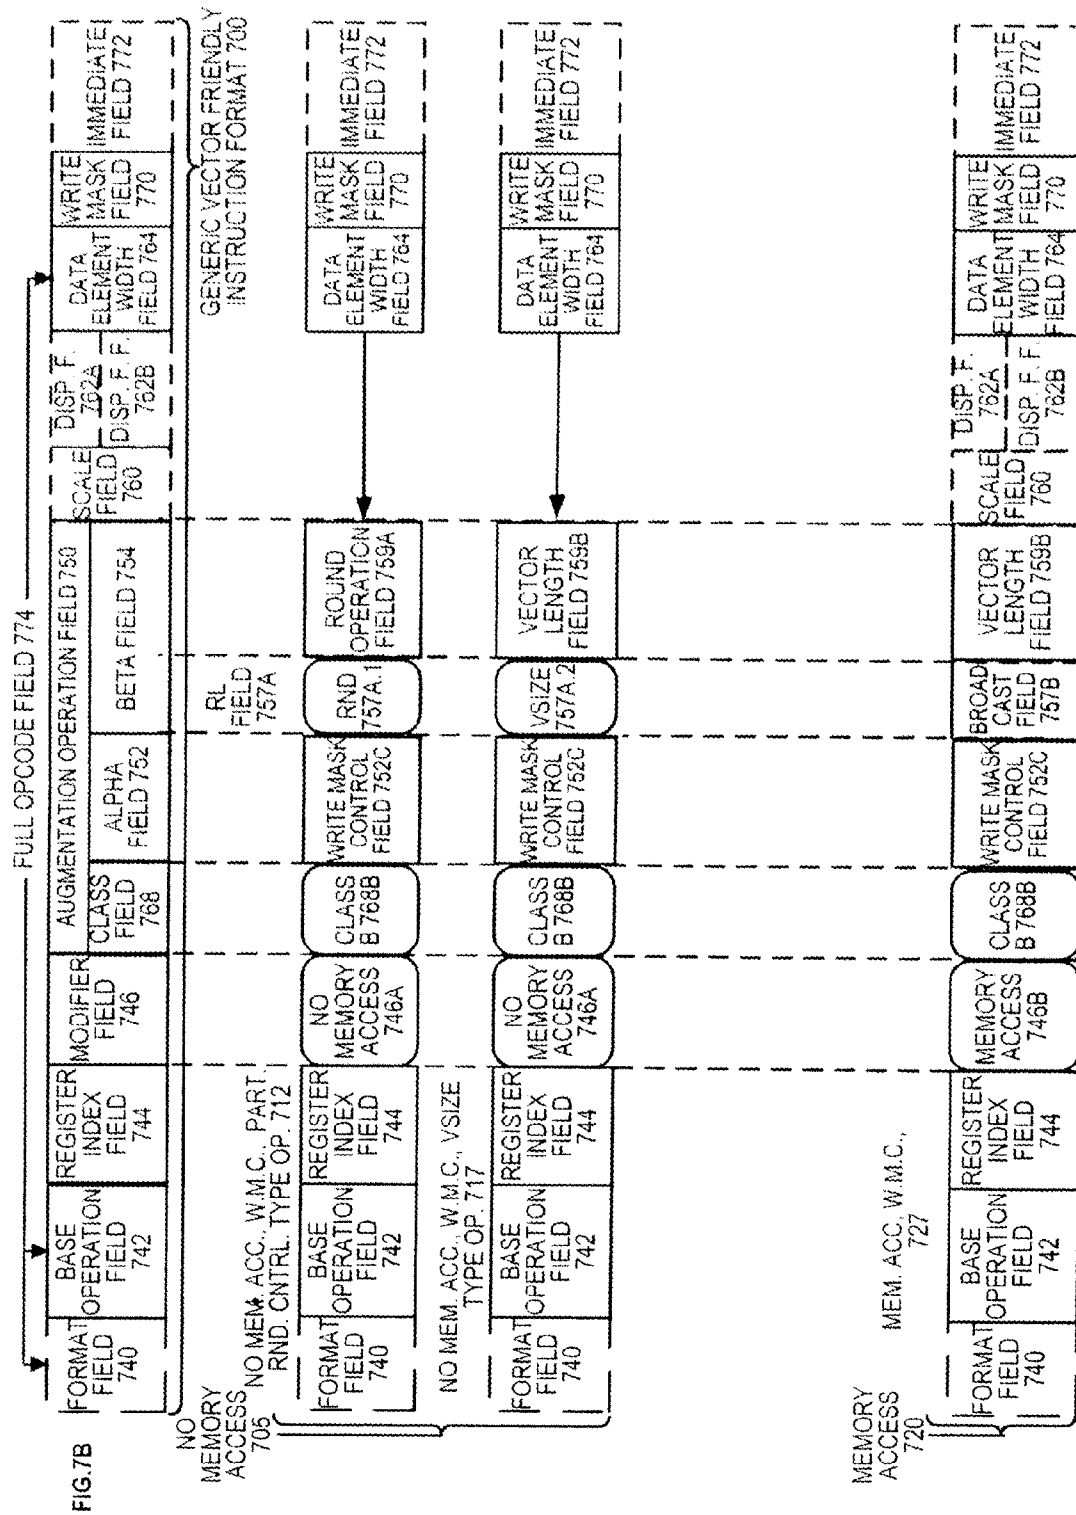 FIG.7B
FULL OPCODE FIELD 774
FORMAT
FIELD
740
BASE
OPERATION
FIELD
742
REGISTER
INDEX
FIELD
744
MODIFIER
FIELD
746
AUGMENTATION OPERATION FIELD 750
CLASS
FIELD
768
ALPHA
FIELD 752
BETA FIELD 754
SCALE
FIELD
760
DISP. F.
762A
DISP. F. F.
762B
DATA
ELEMENT
WIDTH
FIELD 764
WRITE
MASK
FIELD
770
IMMEDIATE
FIELD 772
GENERIC VECTOR FRIENDLY
INSTRUCTION FORMAT 700
NO
MEMORY
ACCESS
705
NO MEM. ACC., W.M.C., PART.
RND. CNTRL. TYPE OP. 712
RL
FIELD
757A
FORMAT
FIELD
740
BASE
OPERATION
FIELD
742
REGISTER
INDEX
FIELD
744
NO
MEMORY
ACCESS
746A
CLASS
B 768B
WRITE MASK
CONTROL
FIELD 752C
RND
757A.1
ROUND
OPERATION
FIELD 759A
DATA
ELEMENT
WIDTH
FIELD 764
WRITE
MASK
FIELD
770
IMMEDIATE
FIELD 772
NO MEM. ACC., W.M.C., VSIZE
TYPE OP. 717
FORMAT
FIELD
740
BASE
OPERATION
FIELD
742
REGISTER
INDEX
FIELD
744
NO
MEMORY
ACCESS
746A
CLASS
B 768B
WRITE MASK
CONTROL
FIELD 752C
VSIZE
757A.2
VECTOR
LENGTH
FIELD 759B
DATA
ELEMENT
WIDTH
FIELD 764
WRITE
MASK
FIELD
770
IMMEDIATE
FIELD 772
MEMORY
ACCESS
720
MEM. ACC. W.M.C.,
727
FORMAT
FIELD
740
BASE
OPERATION
FIELD
742
REGISTER
INDEX
FIELD
744
MEMORY
ACCESS
746B
CLASS
B 768B
WRITE MASK
CONTROL
FIELD 752C
BROAD
CAST
FIELD
757B
VECTOR
LENGTH
FIELD 759B
SCALE
FIELD
760
DISP. F.
762A
DISP. F. F.
762B
DATA
ELEMENT
WIDTH
FIELD 764
WRITE
MASK
FIELD
770
IMMEDIATE
FIELD 772